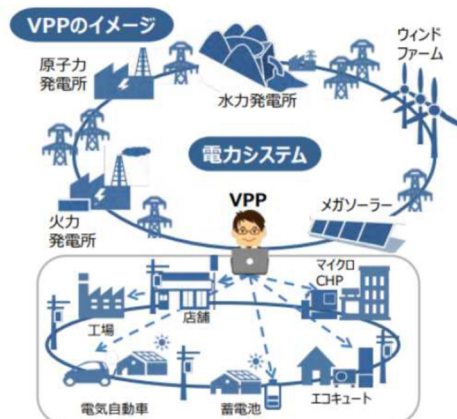 VPPのイメージ
原子力
発電所
水力発電所
ウィンド
ファーム
電力システム
火力
発電所
VPP
メガソーラー
工場
店舗
マイクロ
CHP
電気自動車
蓄電池
エコキュート